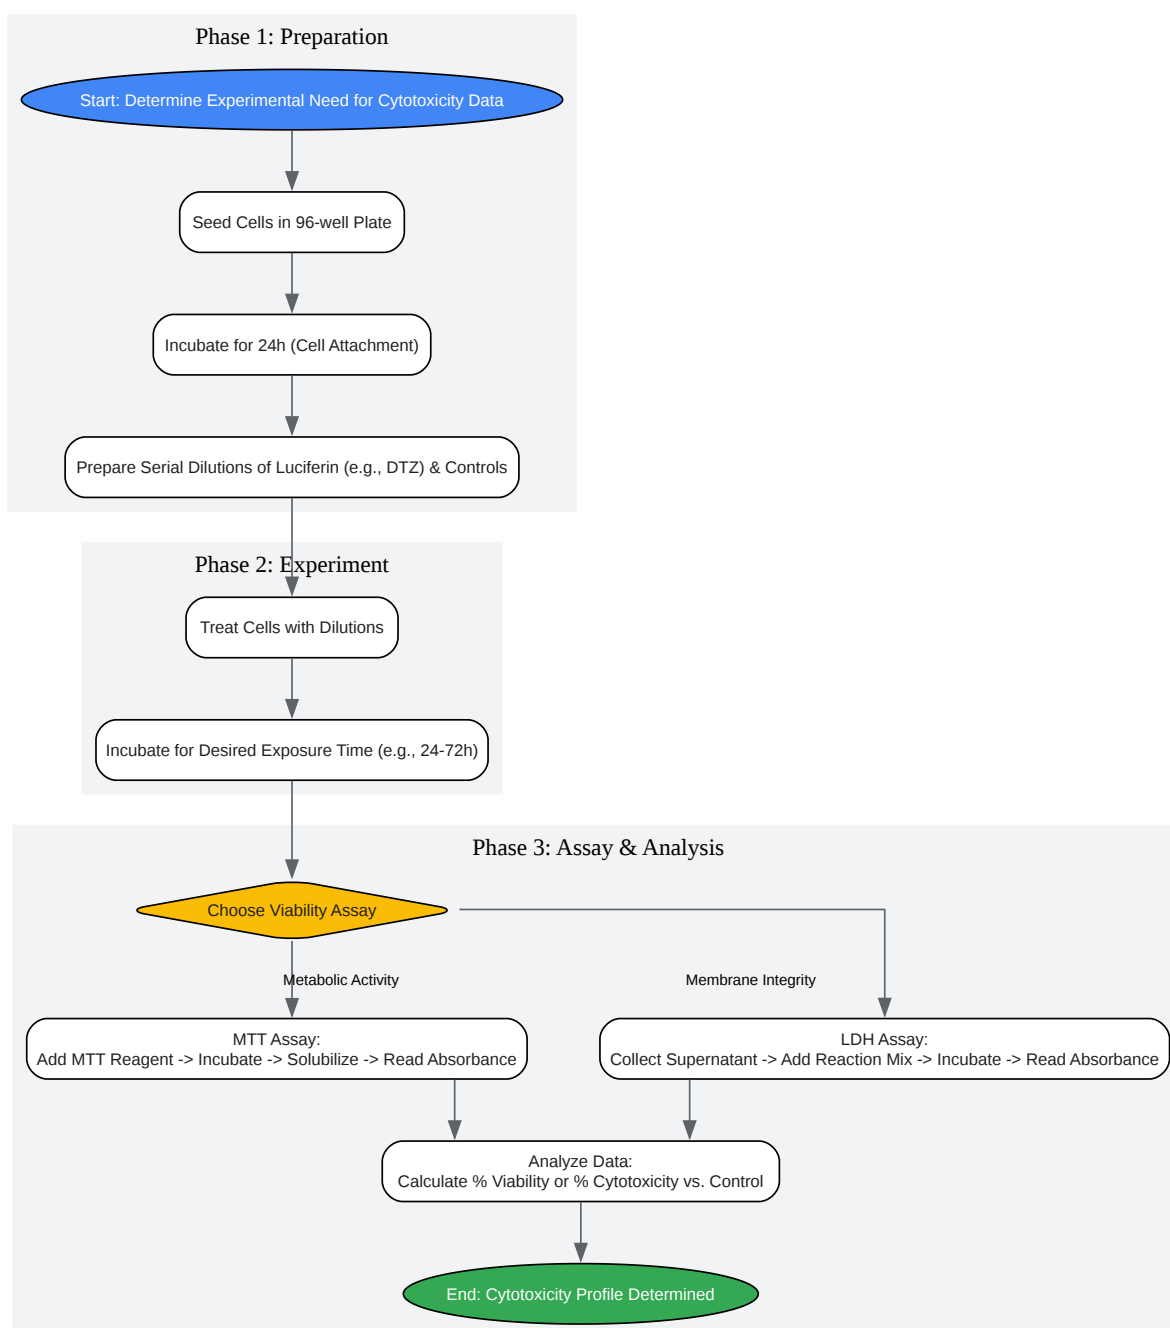 Phase 1: Preparation
Start: Determine Experimental Need for Cytotoxicity Data
Seed Cells in 96-well Plate
Incubate for 24h (Cell Attachment)
Prepare Serial Dilutions of Luciferin (e.g., DTZ) & Controls
Phase 2: Experiment
Treat Cells with Dilutions
Incubate for Desired Exposure Time (e.g., 24-72h)
Phase 3: Assay & Analysis
Choose Viability Assay
Metabolic Activity
Membrane Integrity
MTT Assay:
Add MTT Reagent -> Incubate -> Solubilize -> Read Absorbance
LDH Assay:
Collect Supernatant -> Add Reaction Mix -> Incubate -> Read Absorbance
Analyze Data:
Calculate % Viability or % Cytotoxicity vs. Control
End: Cytotoxicity Profile Determined